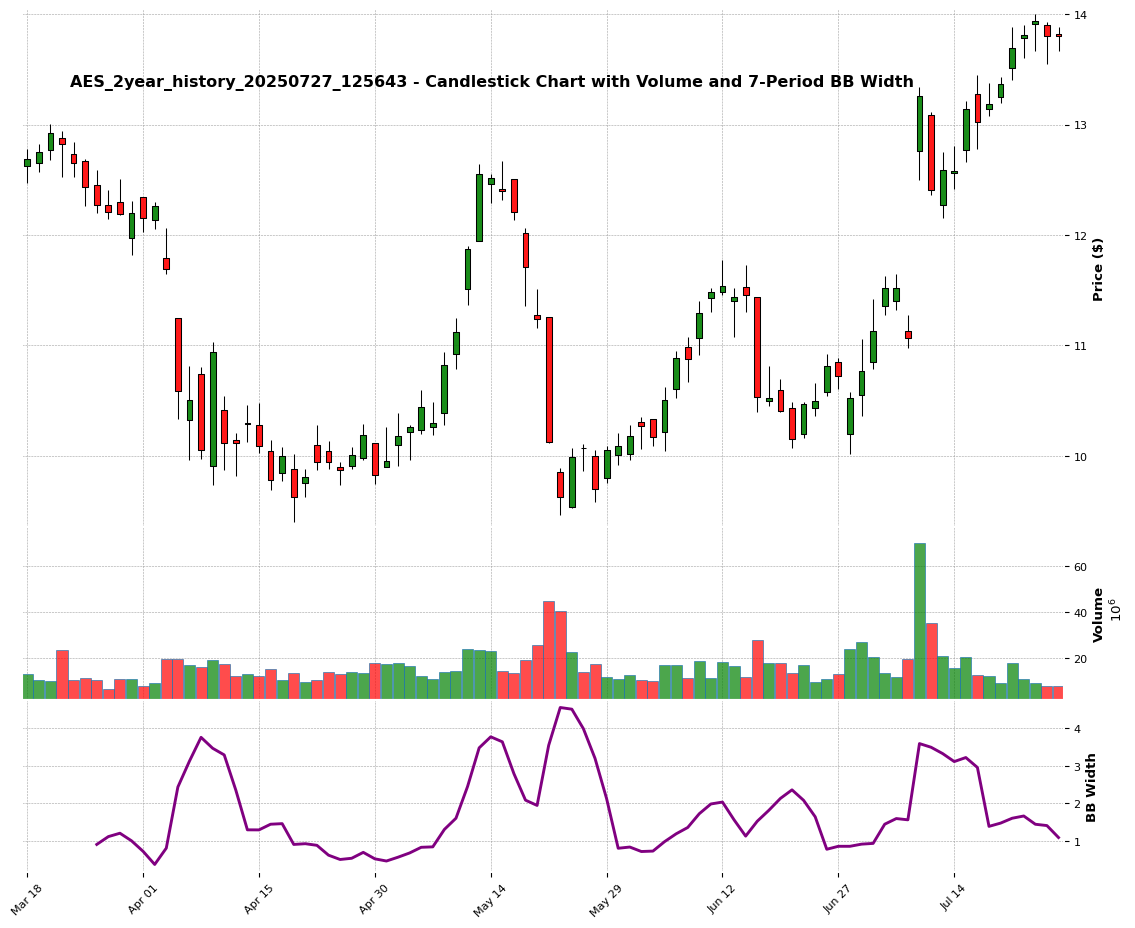 AES_2year_history_20250727_125643 - Candlestick Chart with Volume and 7-Period BB Width
14
13
12
11
10
Price ($)
60
40
20
Volume
10^6
4
3
2
1
BB Width
Mar 18
Apr 01
Apr 15
Apr 30
May 14
May 29
Jun 12
Jun 27
Jul 14